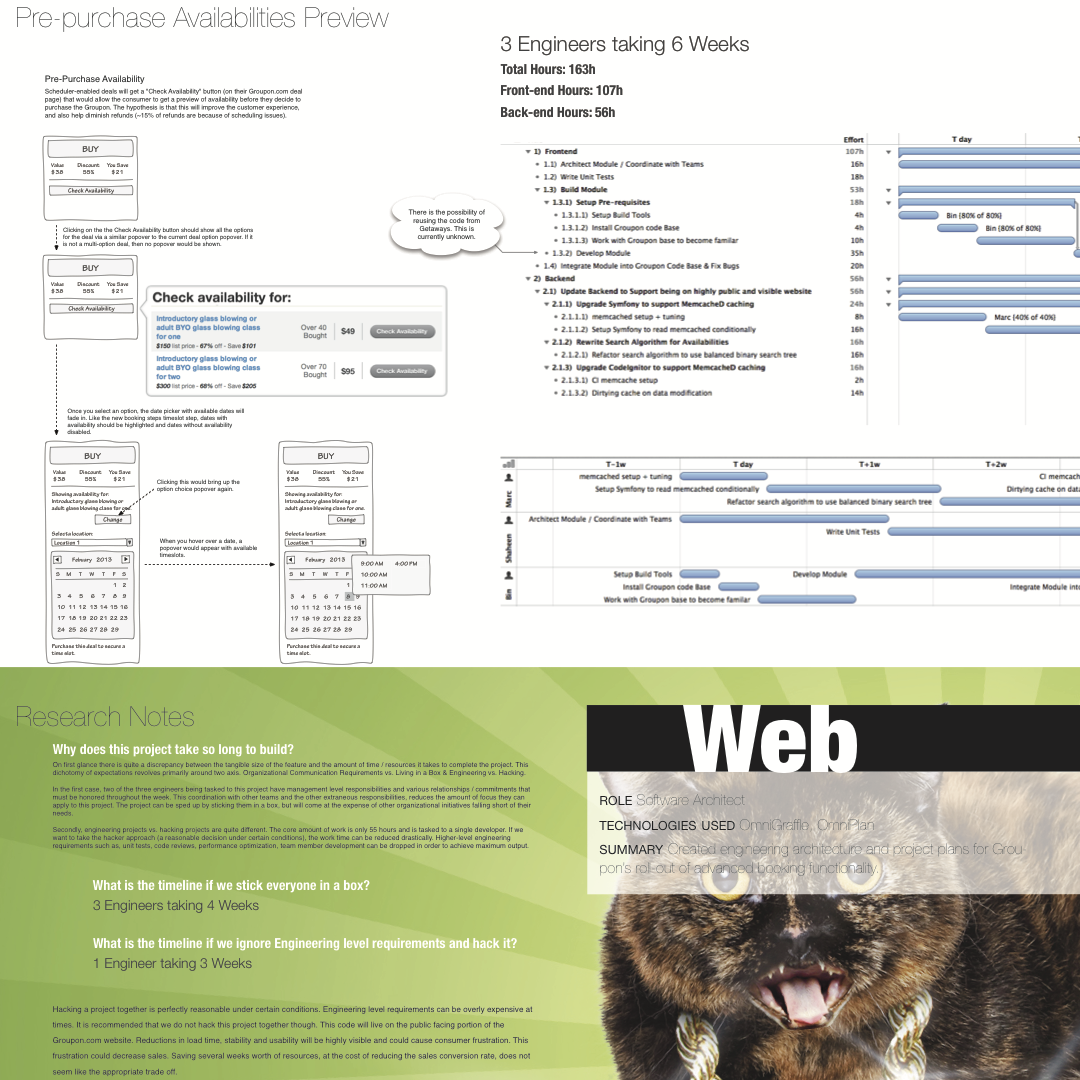 Pre-purchase Availabilities Preview
Pre-Purchase Availability
Scheduler-enabled deals will get a "Check Availability" button (on their Groupon.com deal
page) that would allow the consumer to get a preview of availability before they decide to
purchase the Groupon. The hypothesis is that this will improve the customer experience,
and also help diminish refunds (~15% of refunds are because of scheduling issues).
BUY
Value Discount You Save
$38 55% $21
Check Availability
Clicking on the the Check Availability button should show all the options
for the deal via a similar popover to the current deal option popover. If it
is not a multi-option deal, then no popover would be shown.
BUY
Value Discount You Save
$38 55% $21
Check Availability
Check availability for:
Introductory glass blowing or
adult BYO glass blowing class
for one
$150 list price - 67% off - Save $101
Over 40
Bought
$49
Check Availability
Introductory glass blowing or
adult BYO glass blowing class
for two
$300 list price - 68% off - Save $205
Over 70
Bought
$95
Check Availability
Once you select an option, the date picker with available dates will
fade in. Like the new booking steps timeslot step, dates with
availability should be highlighted and dates without availability
disabled.
BUY
Value Discount You Save
$38 55% $21
Showing availability for:
Introductory glass blowing or
adult glass blowing class for one.
Change
Select a location:
Location 1
Febuary 2013
S M T W T F S
1 2
3 4 5 6 7 8 9
10 11 12 13 14 15 16
17 18 19 20 21 22 23
24 25 26 27 28 29
Purchase this deal to secure a
time slot.
Clicking this would bring up the
option choice popover again.
When you hover over a date, a
popover would appear with available
timeslots.
BUY
Value Discount You Save
$38 55% $21
Showing availability for:
Introductory glass blowing or
adult glass blowing class for one.
Change
Select a location:
Location 1
Febuary 2013
S M T W T F
1
3 4 5 6 7 8 9
10 11 12 13 14 15 16
17 18 19 20 21 22 23
24 25 26 27 28 29
Purchase this deal to secure a
time slot.
9:00 AM 4:00 PM
10:00 AM
11:00 AM
3 Engineers taking 6 Weeks
Total Hours: 163h
Front-end Hours: 107h
Back-end Hours: 56h
There is the possibility of
reusing the code from
Getaways. This is
currently unknown.
Effort T day T
1) Frontend 107h
1.1) Architect Module / Coordinate with Teams 16h
1.2) Write Unit Tests 18h
1.3) Build Module 53h
1.3.1) Setup Pre-requisites 18h
1.3.1.1) Setup Build Tools 4h Bin (80% of 80%)
1.3.1.2) Install Groupon code Base 4h Bin (80% of 80%)
1.3.1.3) Work with Groupon base to become familar 10h
1.3.2) Develop Module 35h
1.4) Integrate Module into Groupon Code Base & Fix Bugs 20h
2) Backend 56h
2.1) Update Backend to Support being on highly public and visible website 56h
2.1.1) Upgrade Symfony to support MemcacheD caching 24h
2.1.1.1) memcached setup + tuning 8h Marc (40% of 40%)
2.1.1.2) Setup Symfony to read memcached conditionally 16h
2.1.2) Rewrite Search Algorithm for Availabilities 16h
2.1.2.1) Refactor search algorithm to use balanced binary search tree 16h
2.1.3) Upgrade CodeIgnitor to support MemcacheD caching 16h
2.1.3.1) CI memcache setup 2h
2.1.3.2) Dirtying cache on data modification 14h
T-1w T day T+1w T+2w
Marc
memcached setup + tuning CI memcach
Setup Symfony to read memcached conditionally Dirtying cache on data
Refactor search algorithm to use balanced binary search tree
Shaheen
Architect Module / Coordinate with Teams
Write Unit Tests
Bin
Setup Build Tools Develop Module
Install Groupon code Base Integrate Module into
Work with Groupon base to become familar
Research Notes
Why does this project take so long to build?
On first glance there is quite a discrepancy between the tangible size of the feature and the amount of time / resources it takes to complete the project. This
dichotomy of expectations revolves primarily around two axis. Organizational Communication Requirements vs. Living in a Box & Engineering vs. Hacking.
In the first case, two of the three engineers being tasked to this project have management level responsibilities and various relationships / commitments that
must be honored throughout the week. This coordination with other teams and the other extraneous responsibilities, reduces the amount of focus they can
apply to this project. The project can be sped up by sticking them in a box, but will come at the expense of other organizational initiatives falling short of their
needs.
Secondly, engineering projects vs. hacking projects are quite different. The core amount of work is only 55 hours and is tasked to a single developer. If we
want to take the hacker approach (a reasonable decision under certain conditions), the work time can be reduced drastically. Higher-level engineering
requirements such as, unit tests, code reviews, performance optimization, team member development can be dropped in order to achieve maximum output.
What is the timeline if we stick everyone in a box?
3 Engineers taking 4 Weeks
What is the timeline if we ignore Engineering level requirements and hack it?
1 Engineer taking 3 Weeks
Hacking a project together is perfectly reasonable under certain conditions. Engineering level requirements can be overly expensive at
times. It is recommended that we do not hack this project together though. This code will live on the public facing portion of the
Groupon.com website. Reductions in load time, stability and usability will be highly visible and could cause consumer frustration. This
frustration could decrease sales. Saving several weeks worth of resources, at the cost of reducing the sales conversion rate, does not
seem like the appropriate trade off.
Web
ROLE Software Architect
TECHNOLOGIES USED OmniGraffle, OmniPlan
SUMMARY Created engineering architecture and project plans for Grou-
pon's roll-out of advanced booking functionality.